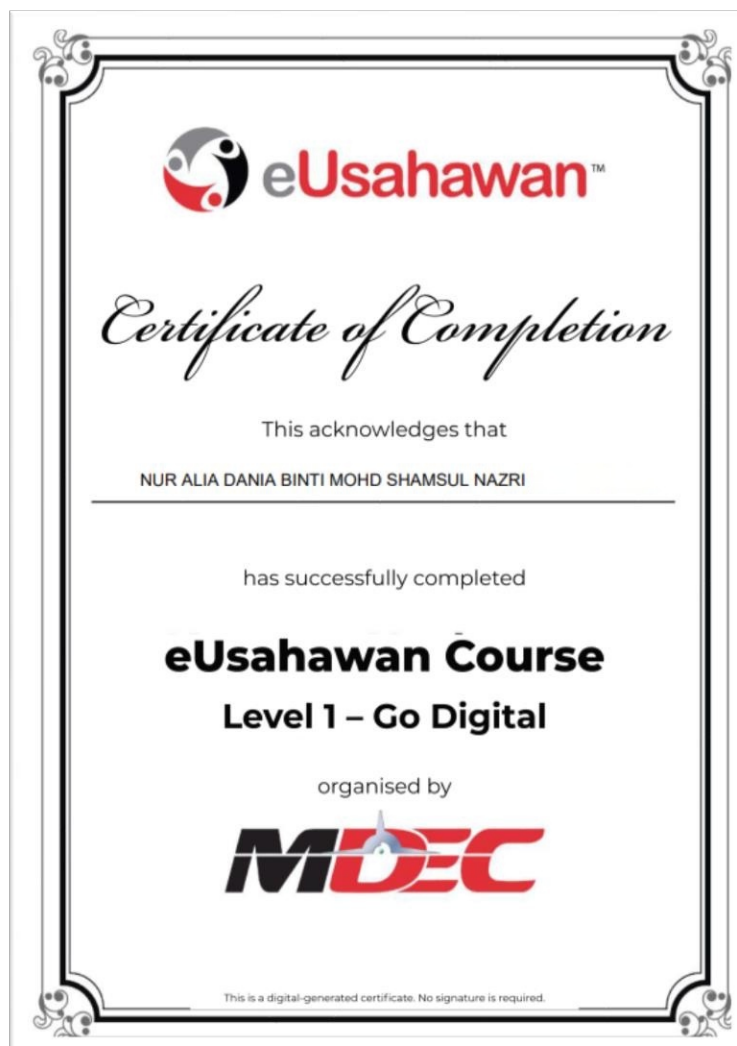 eUsahawan™
Certificate of Completion
This acknowledges that
NUR ALIA DANIA BINTI MOHD SHAMSUL NAZRI
has successfully completed
eUsahawan Course
Level 1 – Go Digital
organised by
MDEC
This is a digital-generated certificate. No signature is required.